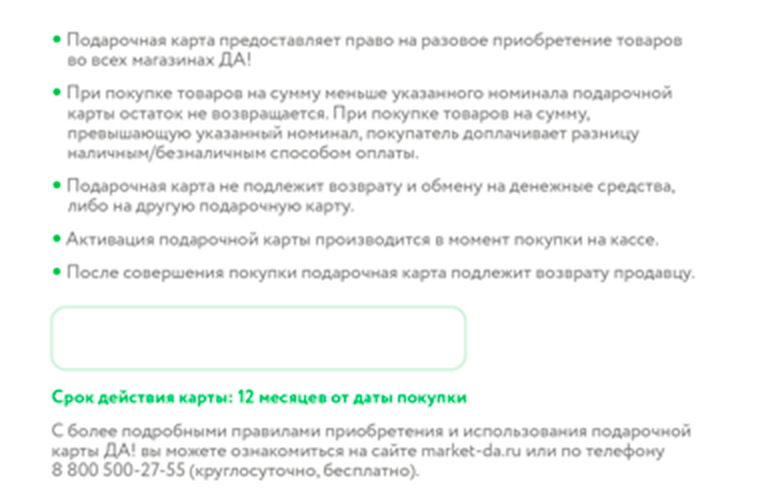 • Подарочная карта предоставляет право на разовое приобретение товаров
во всех магазинах ДА!
• При покупке товаров на сумму меньше указанного номинала подарочной
карты остаток не возвращается. При покупке товаров на сумму,
превышающую указанный номинал, покупатель доплачивает разницу
наличным/безналичным способом оплаты.
• Подарочная карта не подлежит возврату и обмену на денежные средства,
либо на другую подарочную карту.
• Активация подарочной карты производится в момент покупки на кассе.
• После совершения покупки подарочная карта подлежит возврату продавцу.
Срок действия карты: 12 месяцев от даты покупки
С более подробными правилами приобретения и использования подарочной
карты ДА! вы можете ознакомиться на сайте market-da.ru или по телефону
8 800 500-27-55 (круглосуточно, бесплатно).